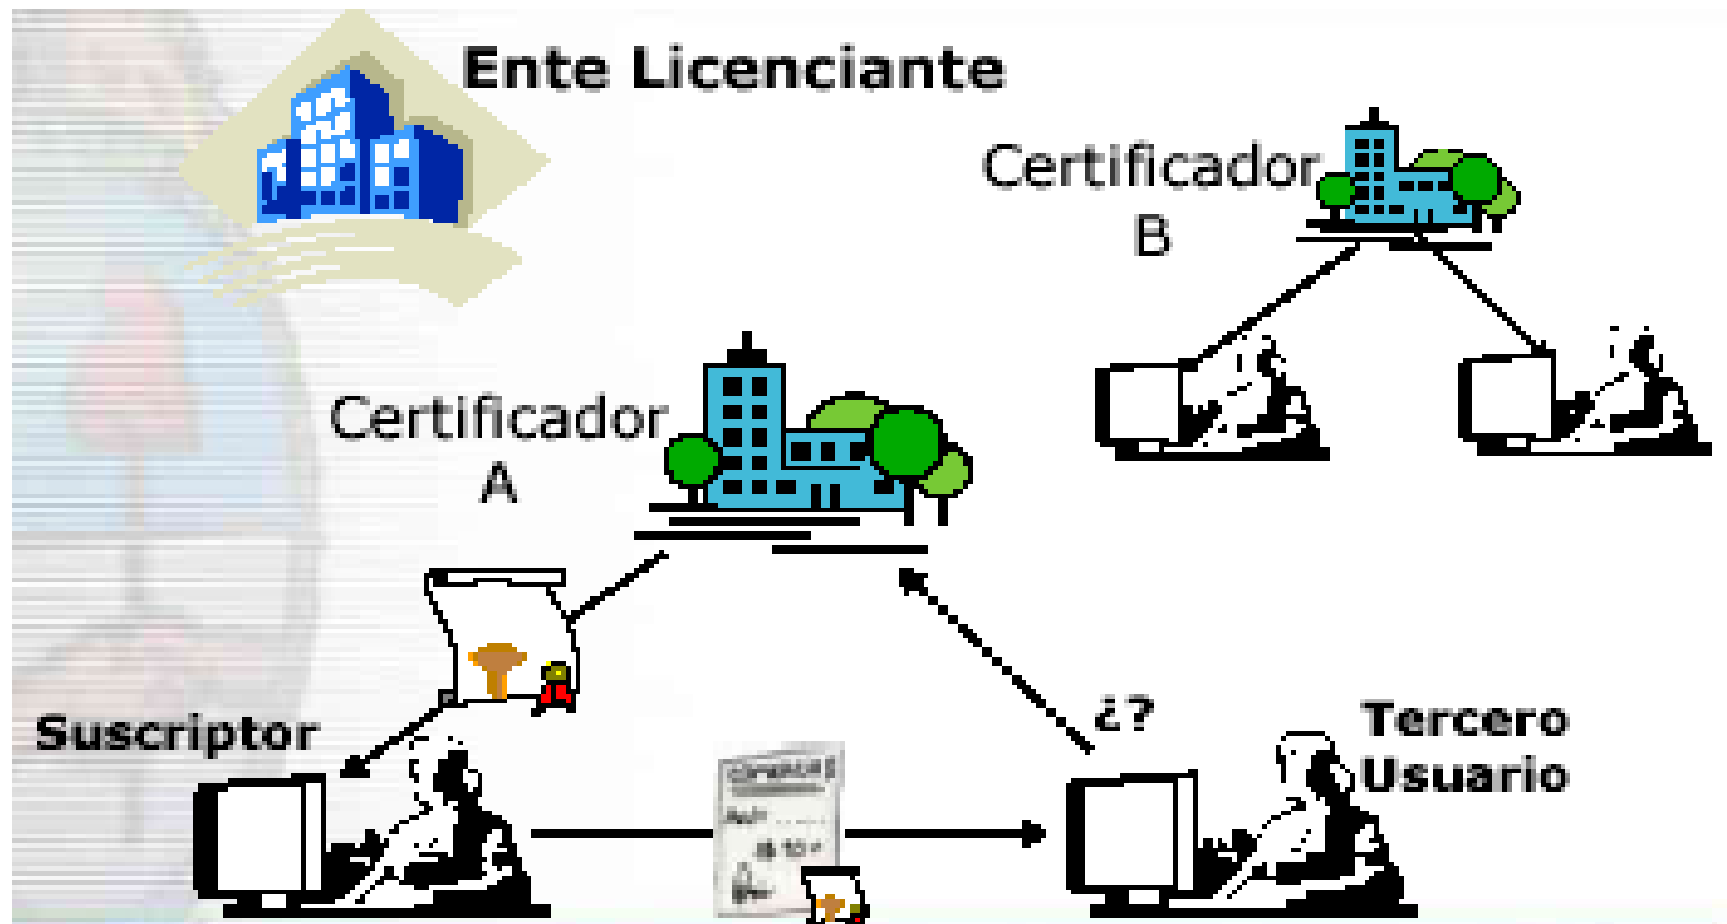 Ente Licenciante
Certificador
B
Certificador
A
Suscriptor
¿?
Tercero
Usuario